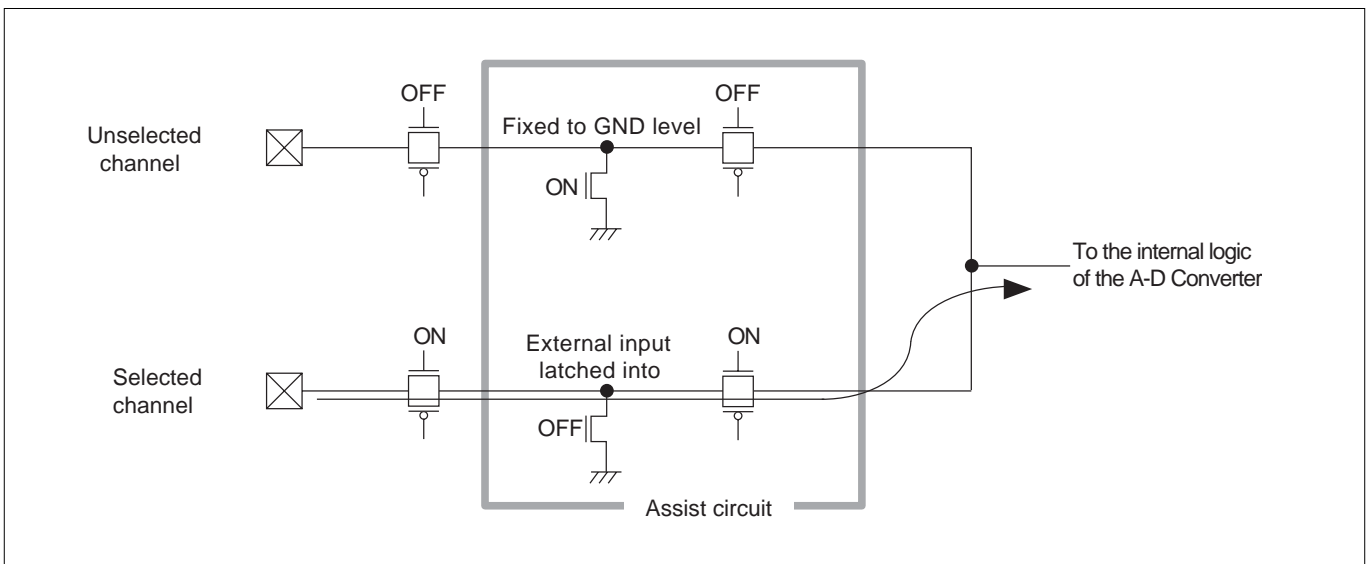 OFF
OFF
Unselected
channel
Fixed to GND level
ON
To the internal logic
of the A-D Converter
ON
ON
External input
latched into
Selected
channel
OFF
Assist circuit